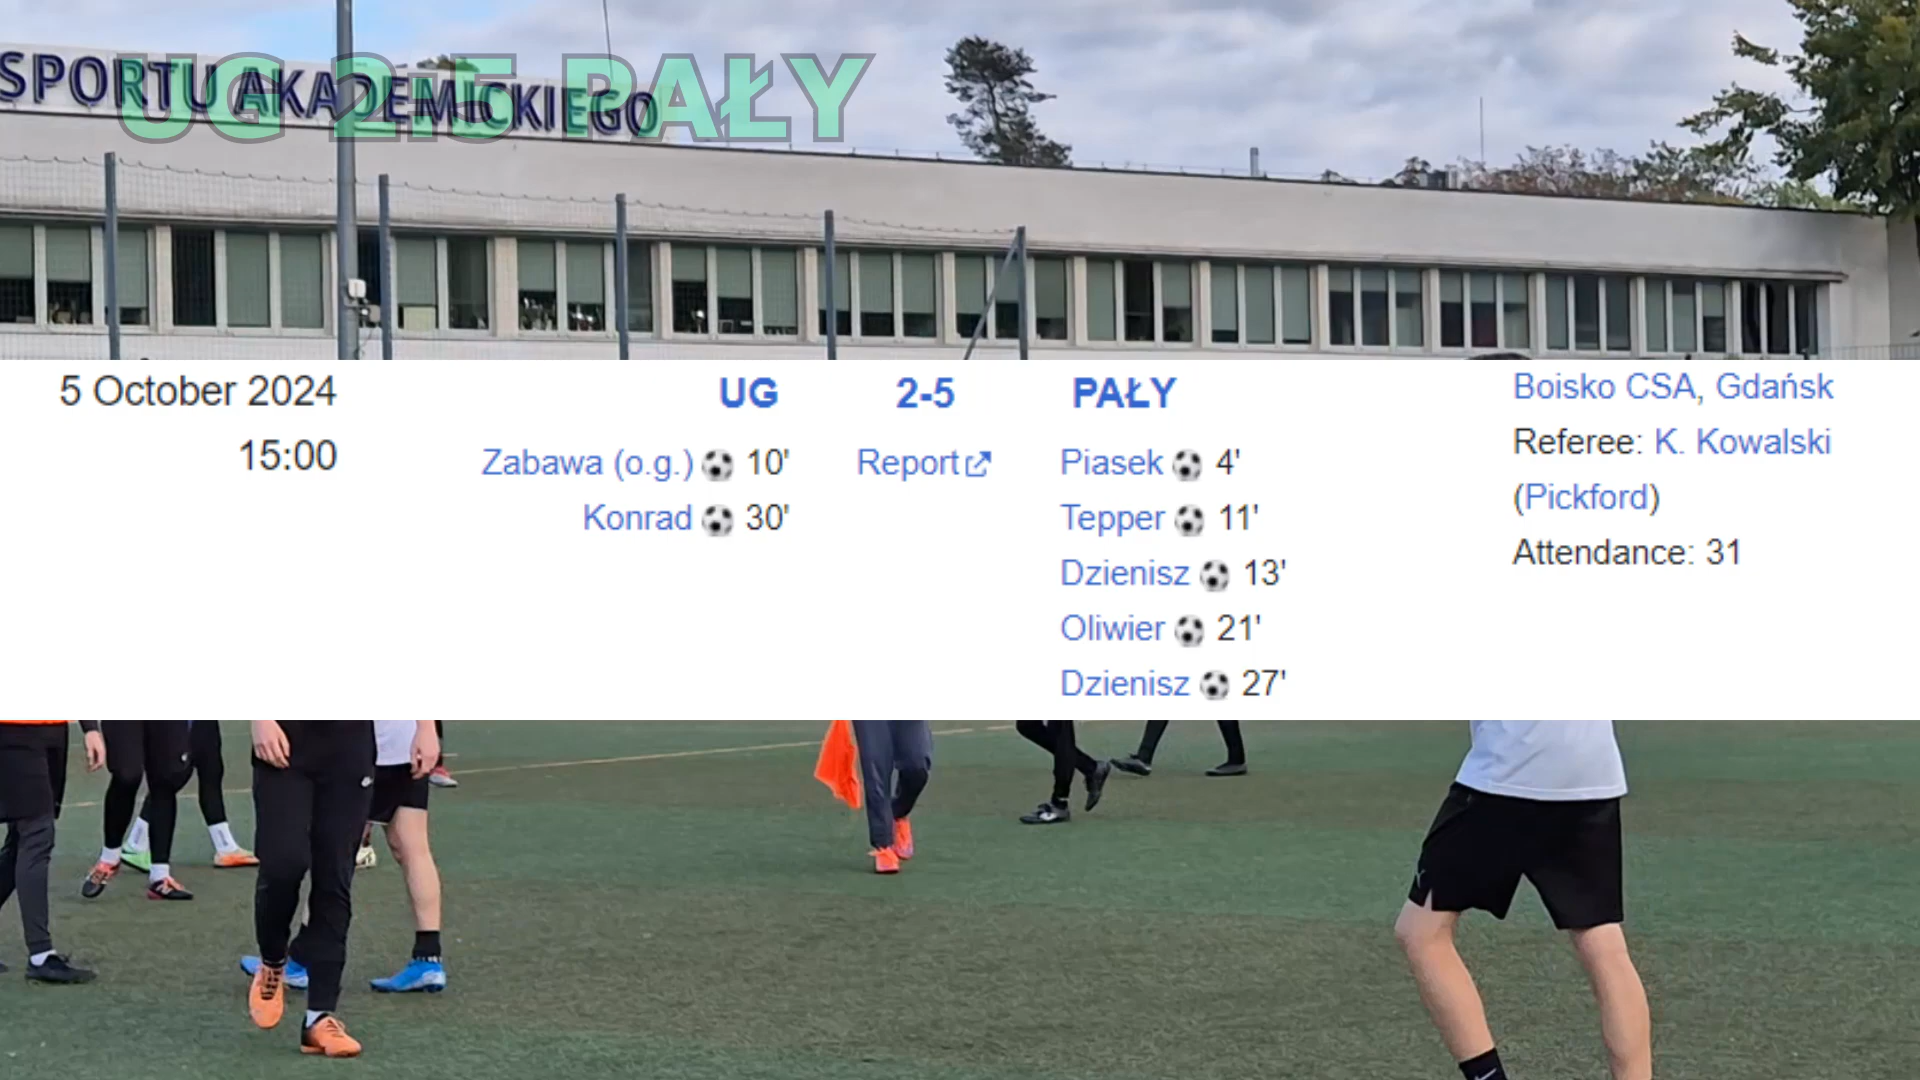 SPORTU AKADEMICKIEGO
UG 2:5 PAŁY
5 October 2024
15:00
UG
2-5
PAŁY
Zabawa (o.g.) 10'
Konrad 30'
Report
Piasek 4'
Tepper 11'
Dzienisz 13'
Oliwier 21'
Dzienisz 27'
Boisko CSA, Gdańsk
Referee: K. Kowalski
(Pickford)
Attendance: 31